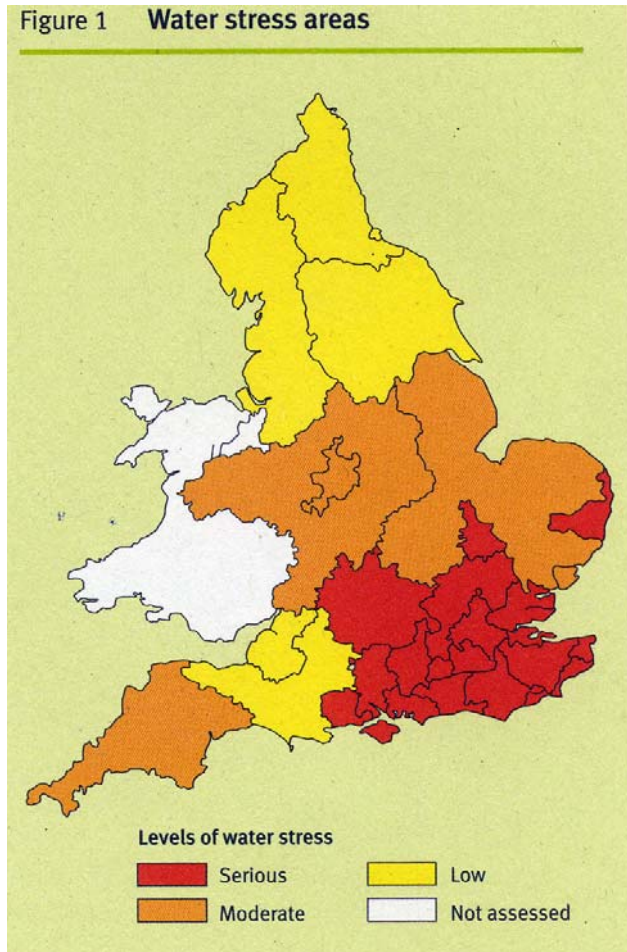 Figure 1 Water stress areas
Levels of water stress
Serious
Low
Moderate
Not assessed